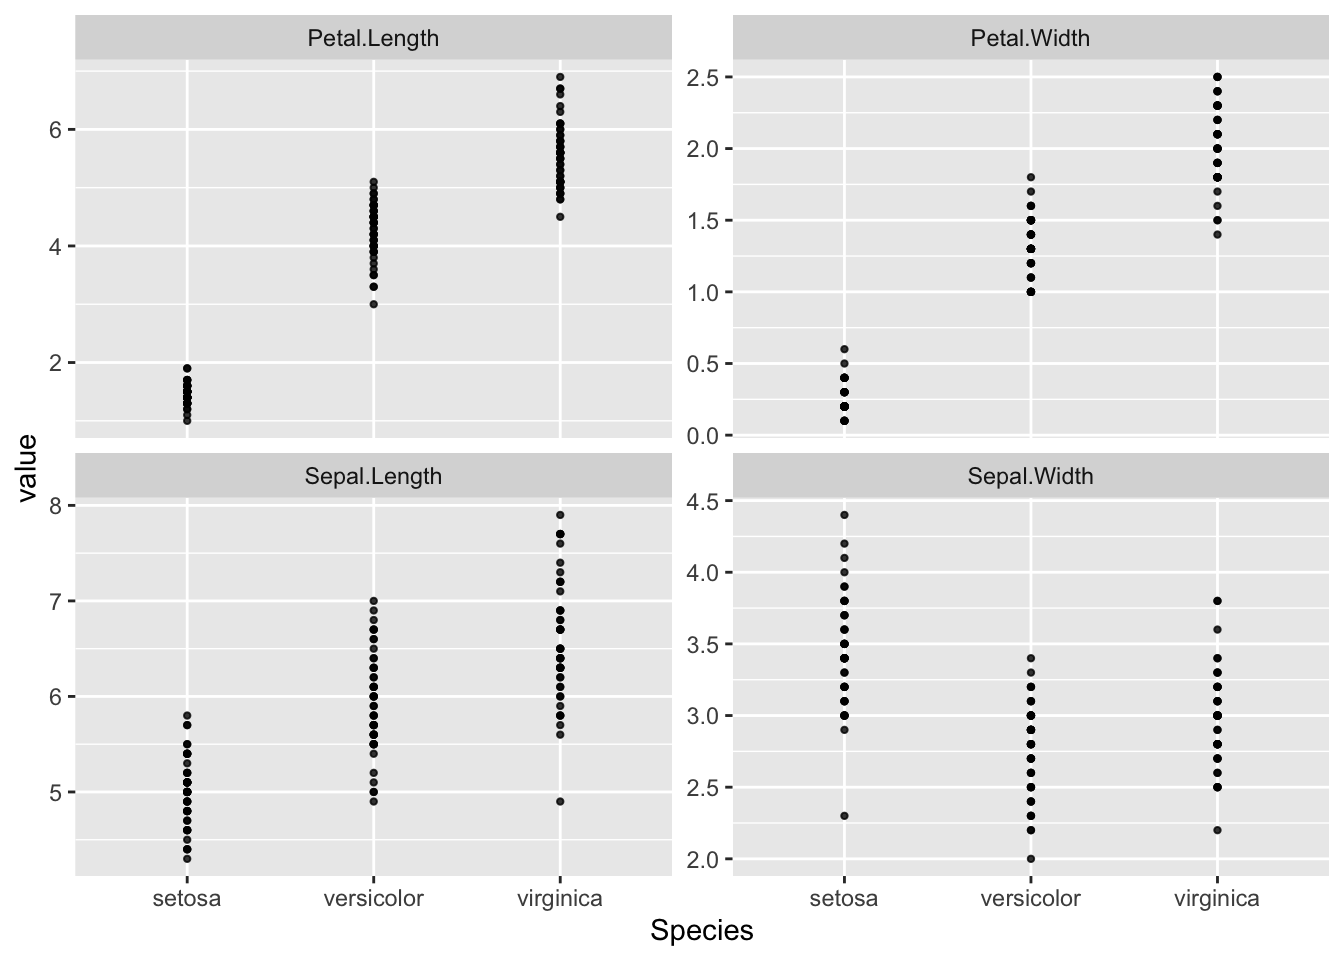 Petal.Length
Petal.Width
6
4
2
2.5
2.0
1.5
1.0
0.5
0.0
value
Sepal.Length
Sepal.Width
8
7
6
5
4.5
4.0
3.5
3.0
2.5
2.0
setosa versicolor virginica
setosa versicolor virginica
Species